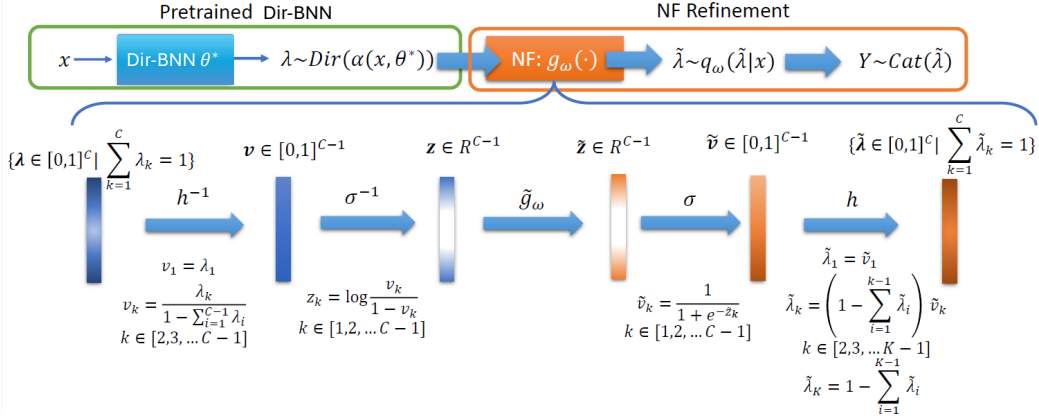 Pretrained Dir-BNN
NF Refinement
x
Dir-BNN θ*
λ~Dir(α(x, θ*))
NF: g_ω(·)
λ̃~q_ω(λ̃|x)
Y~Cat(λ̃)
{λ ∈ [0,1]^C | ∑_{k=1}^{C} λ_k = 1}
v ∈ [0,1]^{C−1}
z ∈ R^{C−1}
z̃ ∈ R^{C−1}
ṽ ∈ [0,1]^{C−1}
{λ̃ ∈ [0,1]^C | ∑_{k=1}^{C} λ̃_k = 1}
h^{−1}
σ^{−1}
g̃_ω
σ
h
v_1 = λ_1
v_k = λ_k / (1 − ∑_{i=1}^{C−1} λ_i)
k ∈ [2,3, … C − 1]
z_k = log v_k / (1 − v_k)
k ∈ [1,2, … C − 1]
ṽ_k = 1 / (1 + e^{−z̃_k})
k ∈ [1,2, … C − 1]
λ̃_1 = ṽ_1
λ̃_k = (1 − ∑_{i=1}^{k−1} λ̃_i) ṽ_k
k ∈ [2,3, … K − 1]
λ̃_K = 1 − ∑_{i=1}^{K−1} λ̃_i